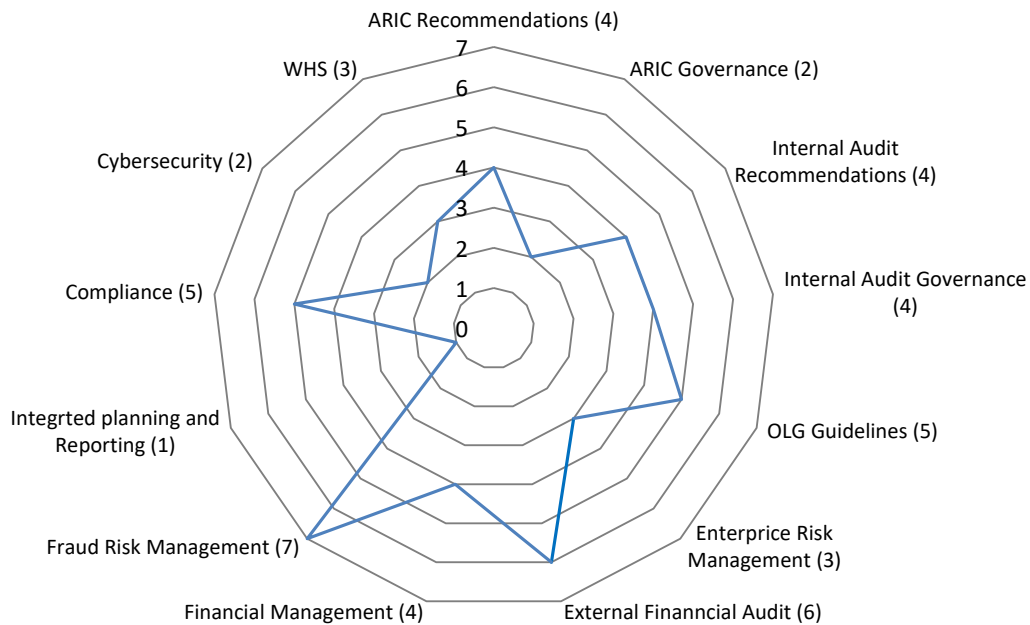 ARIC Recommendations (4)
ARIC Governance (2)
Internal Audit
Recommendations (4)
Internal Audit Governance
(4)
OLG Guidelines (5)
Enterprice Risk
Management (3)
External Finanncial Audit (6)
Financial Management (4)
Fraud Risk Management (7)
Integrted planning and
Reporting (1)
Compliance (5)
Cybersecurity (2)
WHS (3)
7
6
5
4
3
2
1
0